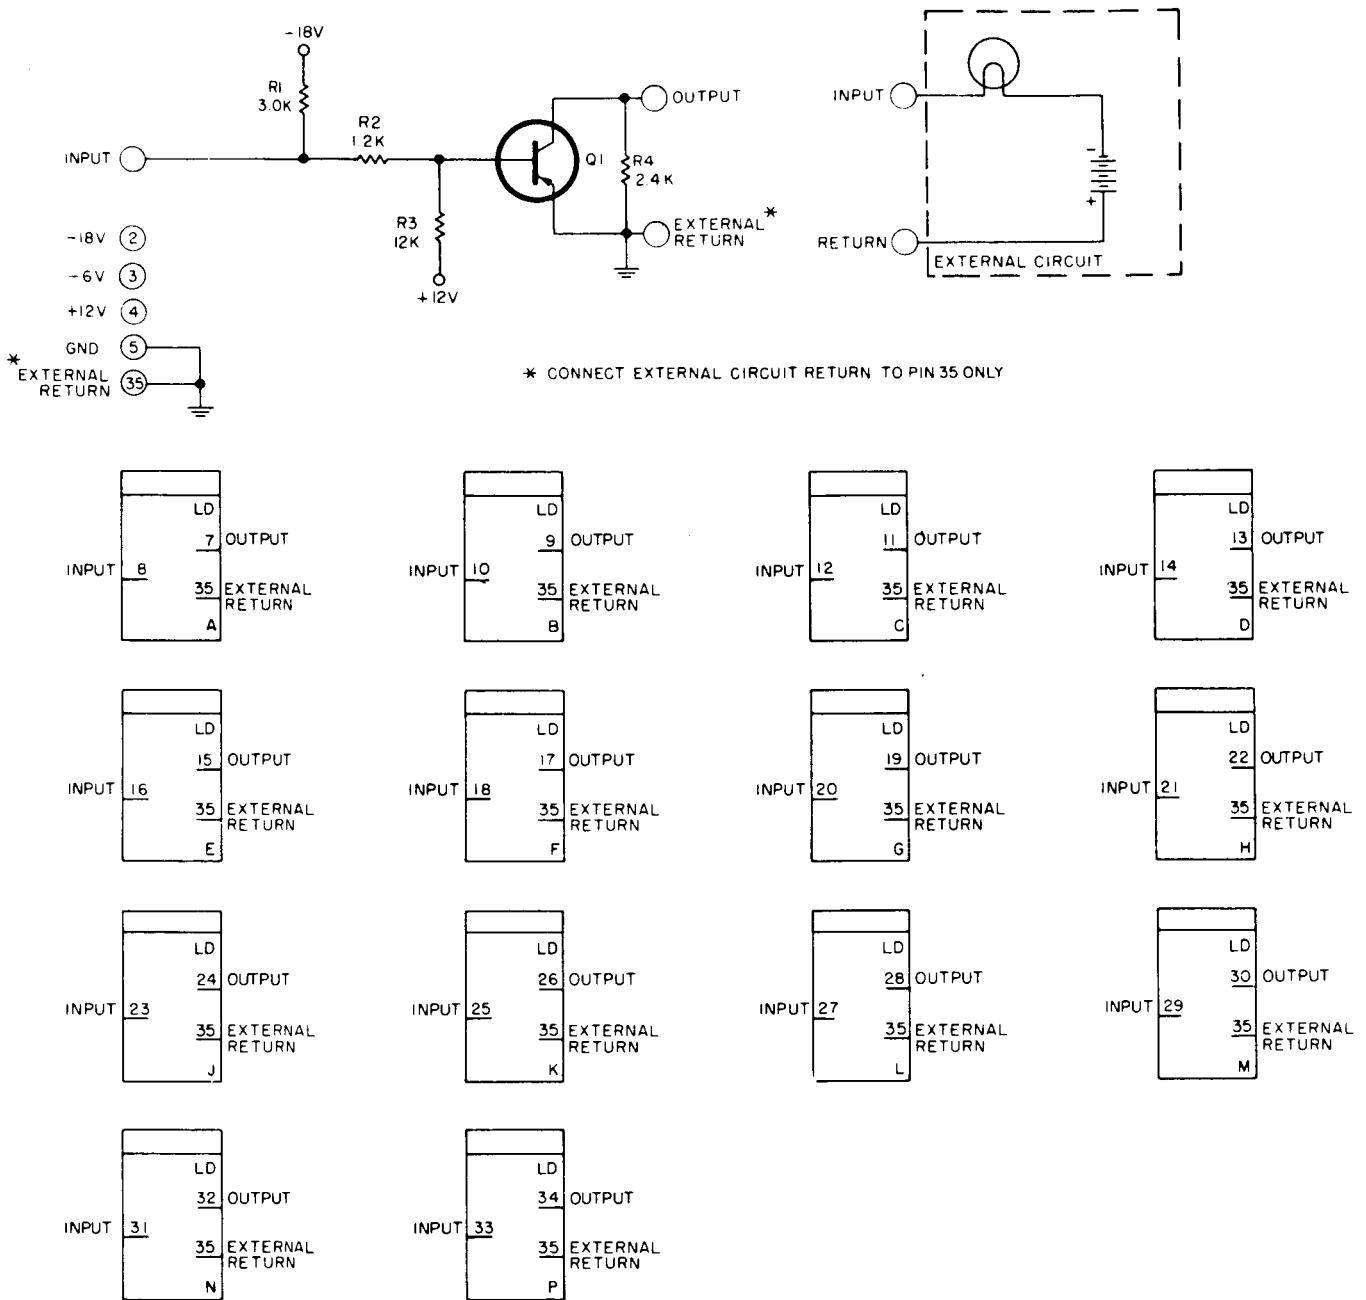 -18V
R1
3.0K
R2
1.2K
INPUT
R3
12K
+12V
Q1
R4
2.4K
OUTPUT
EXTERNAL*
RETURN
INPUT
RETURN
-
+
EXTERNAL CIRCUIT
-18V 2
-6V 3
+12V 4
GND 5
*
EXTERNAL
RETURN 35
* CONNECT EXTERNAL CIRCUIT RETURN TO PIN 35 ONLY
LD
7 OUTPUT
INPUT 8
35 EXTERNAL
RETURN
A
LD
9 OUTPUT
INPUT 10
35 EXTERNAL
RETURN
B
LD
11 OUTPUT
INPUT 12
35 EXTERNAL
RETURN
C
LD
13 OUTPUT
INPUT 14
35 EXTERNAL
RETURN
D
LD
15 OUTPUT
INPUT 16
35 EXTERNAL
RETURN
E
LD
17 OUTPUT
INPUT 18
35 EXTERNAL
RETURN
F
LD
19 OUTPUT
INPUT 20
35 EXTERNAL
RETURN
G
LD
22 OUTPUT
INPUT 21
35 EXTERNAL
RETURN
H
LD
24 OUTPUT
INPUT 23
35 EXTERNAL
RETURN
J
LD
26 OUTPUT
INPUT 25
35 EXTERNAL
RETURN
K
LD
28 OUTPUT
INPUT 27
35 EXTERNAL
RETURN
L
LD
30 OUTPUT
INPUT 29
35 EXTERNAL
RETURN
M
LD
32 OUTPUT
INPUT 31
35 EXTERNAL
RETURN
N
LD
34 OUTPUT
INPUT 33
35 EXTERNAL
RETURN
P